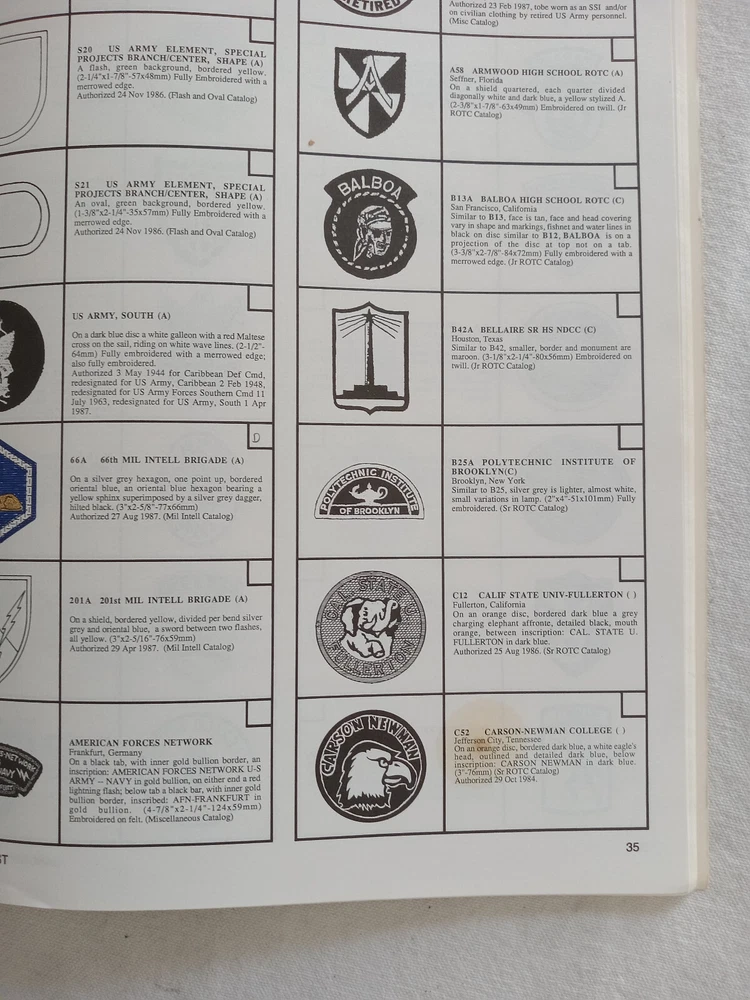 S20 US ARMY ELEMENT, SPECIAL
PROJECTS BRANCH/CENTER, SHAPE (A)
A flash, green background, bordered yellow.
(2-1/4"x1-7/8"-57x48mm) Fully Embroidered with a
merrowed edge.
Authorized 24 Nov 1986. (Flash and Oval Catalog)
S21 US ARMY ELEMENT, SPECIAL
PROJECTS BRANCH/CENTER, SHAPE (A)
An oval, green background, bordered yellow.
(1-3/8"x2-1/4"-35x57mm) Fully Embroidered with a
merrowed edge.
Authorized 24 Nov 1986. (Flash and Oval Catalog)
US ARMY, SOUTH (A)
On a dark blue disc a white galleon with a red Maltese
cross on the sail, riding on white wave lines. (2-1/2"-
64mm) Fully embroidered with a merrowed edge;
also fully embroidered.
Authorized 3 May 1944 for Caribbean Def Cmd,
redesignated for US Army, Caribbean 2 Feb 1948,
redesignated for US Army Forces Southern Cmd 11
July 1963, redesignated for US Army, South 1 Apr
1987.
D
66A 66th MIL INTELL BRIGADE (A)
On a silver grey hexagon, one point up, bordered
oriental blue, an oriental blue hexagon bearing a
yellow sphinx superimposed by a silver grey dagger,
hilted black. (3"x2-5/8"-77x66mm)
Authorized 27 Aug 1987. (Mil Intell Catalog)
201A 201st MIL INTELL BRIGADE (A)
On a shield, bordered yellow, divided per bend silver
grey and oriental blue, a sword between two flashes,
all yellow. (3"x2-5/16"-76x59mm)
Authorized 29 Apr 1987. (Mil Intell Catalog)
AMERICAN FORCES NETWORK
Frankfurt, Germany
On a black tab, with inner gold bullion border, an
inscription: AMERICAN FORCES NETWORK U-S
ARMY – NAVY in gold bullion, on either end a red
lightning flash; below tab a black bar, with inner gold
bullion border, inscribed: AFN-FRANKFURT in
gold bullion. (4-7/8"x2-1/4"-124x59mm)
Embroidered on felt. (Miscellaneous Catalog)
RETIRED
Authorized 23 Feb 1987, tobe worn as an SSI and/or
on civilian clothing by retired US Army personnel.
(Misc Catalog)
A
A58 ARMWOOD HIGH SCHOOL ROTC (A)
Seffner, Florida
On a shield quartered, each quarter divided
diagonally white and dark blue, a yellow stylized A.
(2-3/8"x1-7/8"-63x49mm) Embroidered on twill. (Jr
ROTC Catalog)
BALBOA
B13A BALBOA HIGH SCHOOL ROTC (C)
San Francisco, California
Similar to B13, face is tan, face and head covering
vary in shape and markings, fishnet and water lines in
black on disc similar to B12, BALBOA is on a
projection of the disc at top not on a tab.
(3-3/8"x2-7/8"-84x72mm) Fully embroidered with a
merrowed edge. (Jr ROTC Catalog)
B42A BELLAIRE SR HS NDCC (C)
Houston, Texas
Similar to B42, smaller, border and monument are
maroon. (3-1/8"x2-1/4"-80x56mm) Embroidered on
twill. (Jr ROTC Catalog)
POLYTECHNIC INSTITUTE
OF BROOKLYN
B25A POLYTECHNIC INSTITUTE OF
BROOKLYN(C)
Brooklyn, New York
Similar to B25, silver grey is lighter, almost white,
small variations in lamp. (2"x4"-51x101mm) Fully
embroidered. (Sr ROTC Catalog)
CAL. STATE U.
FULLERTON
C12 CALIF STATE UNIV-FULLERTON ( )
Fullerton, California
On an orange disc, bordered dark blue a grey
charging elephant affronte, detailed black, mouth
orange, between inscription: CAL. STATE U.
FULLERTON in dark blue.
Authorized 25 Aug 1986. (Sr ROTC Catalog)
CARSON NEWMAN
C52 CARSON-NEWMAN COLLEGE ( )
Jefferson City, Tennessee
On an orange disc, bordered dark blue, a white eagle's
head, outlined and detailed dark blue, below
inscription: CARSON NEWMAN in dark blue.
(3"-76mm) (Sr ROTC Catalog)
Authorized 29 Oct 1984.
35